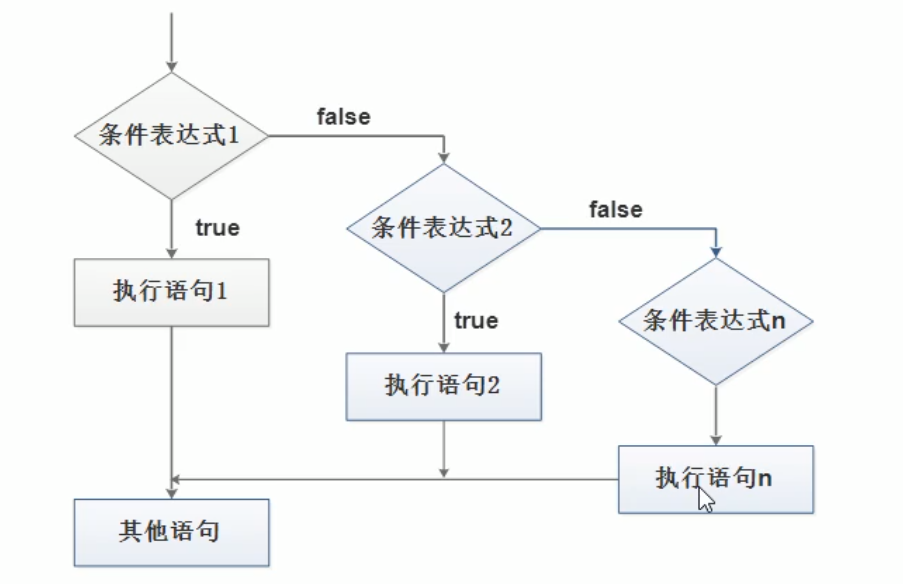 false
条件表达式1
false
true
条件表达式2
执行语句1
true
条件表达式n
执行语句2
执行语句n
其他语句